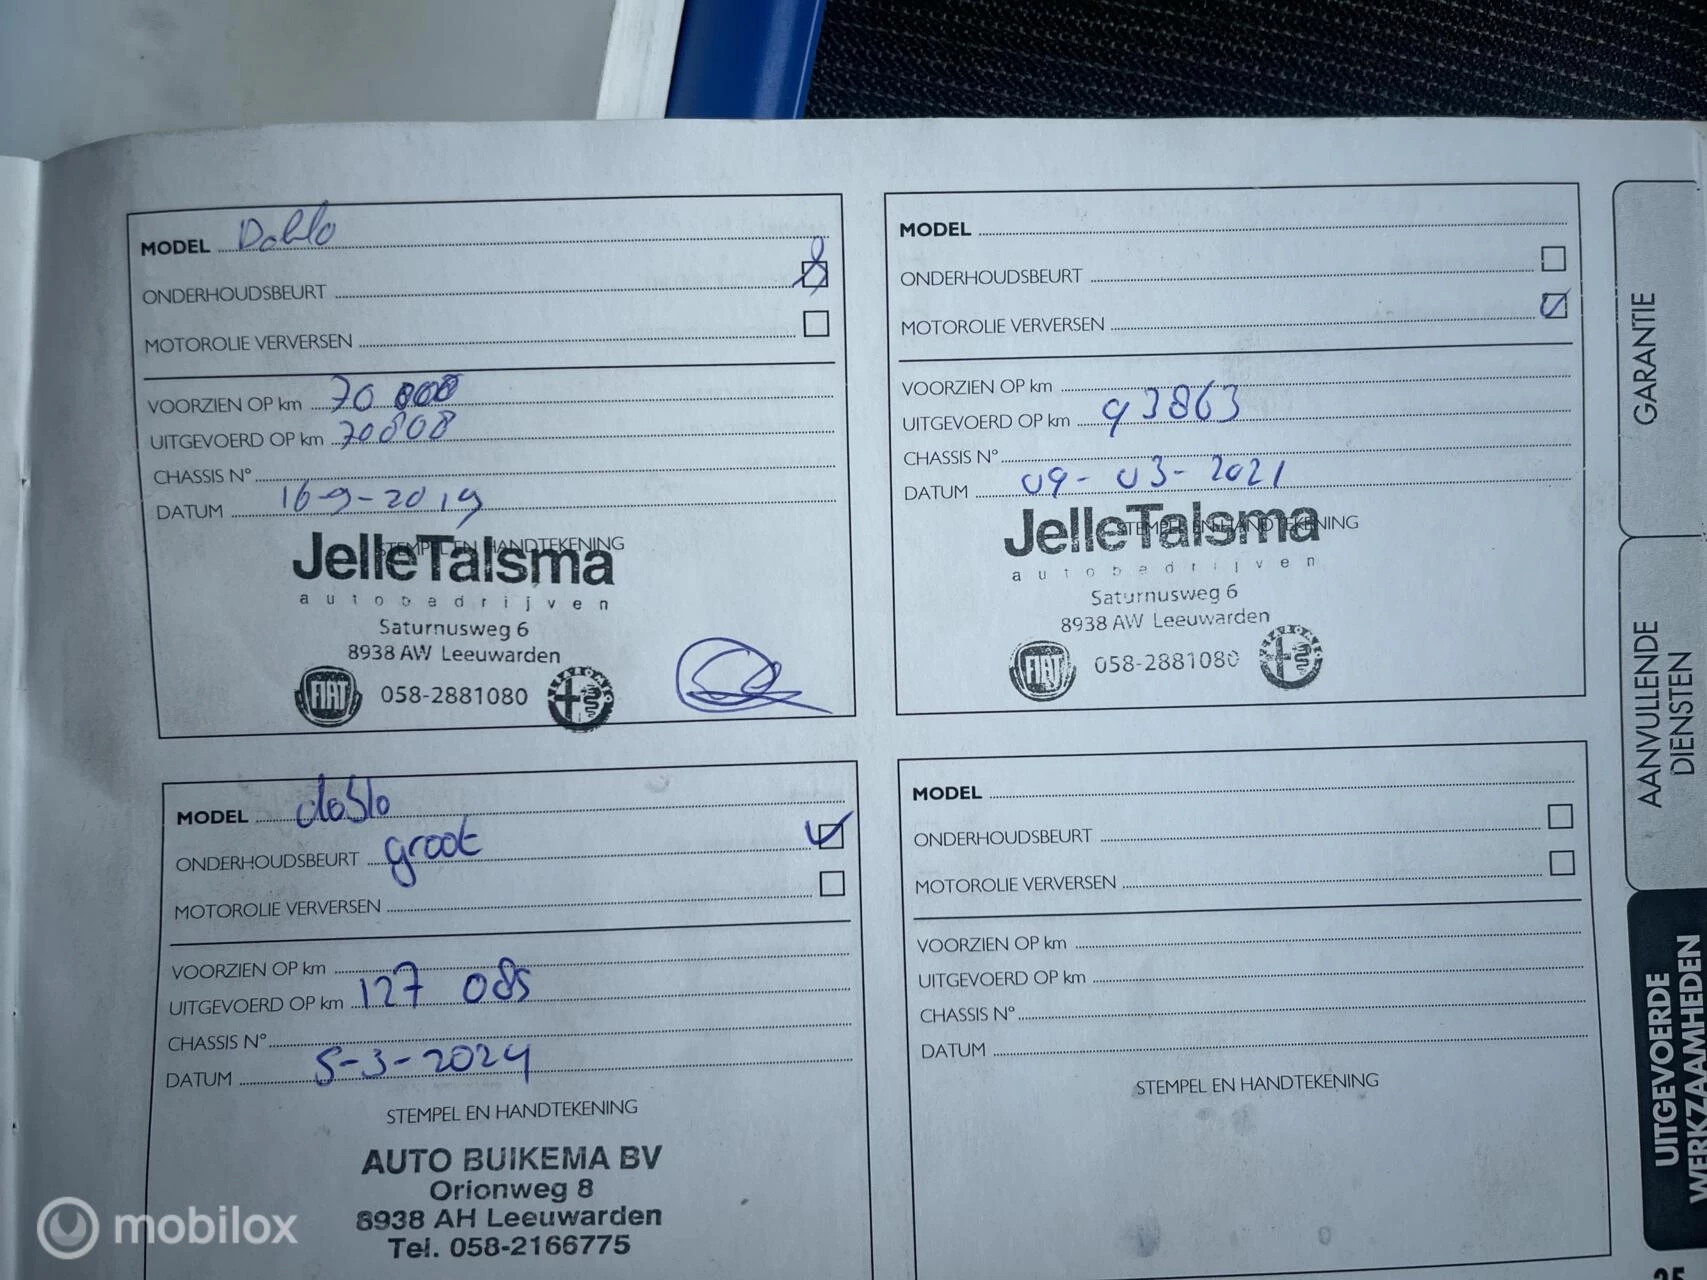 MODEL Doblo
ONDERHOUDSBEURT
MOTOROLIE VERVERSEN
VOORZIEN OP km 70 000
UITGEVOERD OP km 70808
CHASSIS N°
DATUM 16-9-2019
STEMPEL EN HANDTEKENING
JelleTalsma
autobedrijven
Saturnusweg 6
8938 AW Leeuwarden
FIAT 058-2881080
MODEL
ONDERHOUDSBEURT
MOTOROLIE VERVERSEN
VOORZIEN OP km
UITGEVOERD OP km 93863
CHASSIS N°
DATUM 09-03-2021
STEMPEL EN HANDTEKENING
JelleTalsma
autobedrijven
Saturnusweg 6
8938 AW Leeuwarden
FIAT 058-2881080
MODEL doblo
ONDERHOUDSBEURT groot
MOTOROLIE VERVERSEN
VOORZIEN OP km
UITGEVOERD OP km 127 085
CHASSIS N°
DATUM 5-3-2024
STEMPEL EN HANDTEKENING
AUTO BUIKEMA BV
Orionweg 8
8938 AH Leeuwarden
Tel. 058-2166775
MODEL
ONDERHOUDSBEURT
MOTOROLIE VERVERSEN
VOORZIEN OP km
UITGEVOERD OP km
CHASSIS N°
DATUM
STEMPEL EN HANDTEKENING
GARANTIE
AANVULLENDE
DIENSTEN
UITGEVOERDE
WERKZAAMHEDEN
mobilox